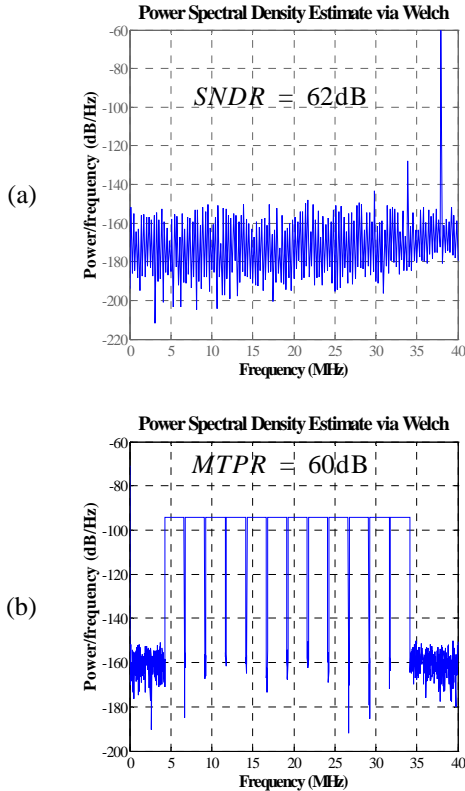 Power Spectral Density Estimate via Welch
-60
-80
-100
-120
-140
-160
-180
-200
-220
SNDR = 62dB
Power/frequency (dB/Hz)
(a)
0 5 10 15 20 25 30 35 40
Frequency (MHz)
Power Spectral Density Estimate via Welch
-60
-80
-100
-120
-140
-160
-180
-200
MTPR = 60dB
Power/frequency (dB/Hz)
(b)
0 5 10 15 20 25 30 35 40
Frequency (MHz)